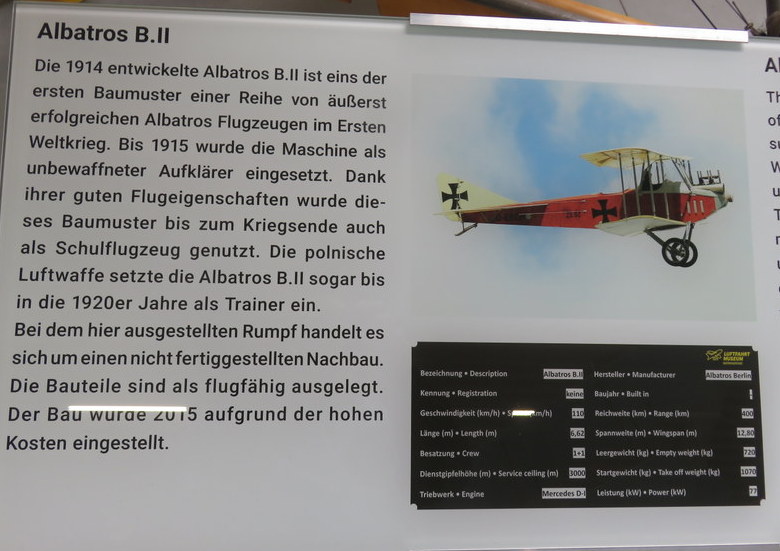 Albatros B.II
Die 1914 entwickelte Albatros B.II ist eins der
ersten Baumuster einer Reihe von äußerst
erfolgreichen Albatros Flugzeugen im Ersten
Weltkrieg. Bis 1915 wurde die Maschine als
unbewaffneter Aufklärer eingesetzt. Dank
ihrer guten Flugeigenschaften wurde die-
ses Baumuster bis zum Kriegsende auch
als Schulflugzeug genutzt. Die polnische
Luftwaffe setzte die Albatros B.II sogar bis
in die 1920er Jahre als Trainer ein.
Bei dem hier ausgestellten Rumpf handelt es
sich um einen nicht fertiggestellten Nachbau.
Die Bauteile sind als flugfähig ausgelegt.
Der Bau wurde 2015 aufgrund der hohen
Kosten eingestellt.
LUFTFAHRT
MUSEUM
Bezeichnung • Description Albatros B.II
Kennung • Registration keine
Geschwindigkeit (km/h) • km/h) 110
Länge (m) • Length (m) 6,62
Besatzung • Crew 1+1
Dienstgipfelhöhe (m) • Service ceiling (m) 3000
Triebwerk • Engine Mercedes D-I
Hersteller • Manufacturer Albatros Berlin
Baujahr • Built in
Reichweite (km) • Range (km) 400
Spannweite (m) • Wingspan (m) 12,80
Leergewicht (kg) • Empty weight (kg) 720
Startgewicht (kg) • Take off weight (kg) 1070
Leistung (kW) • Power (kW) 77